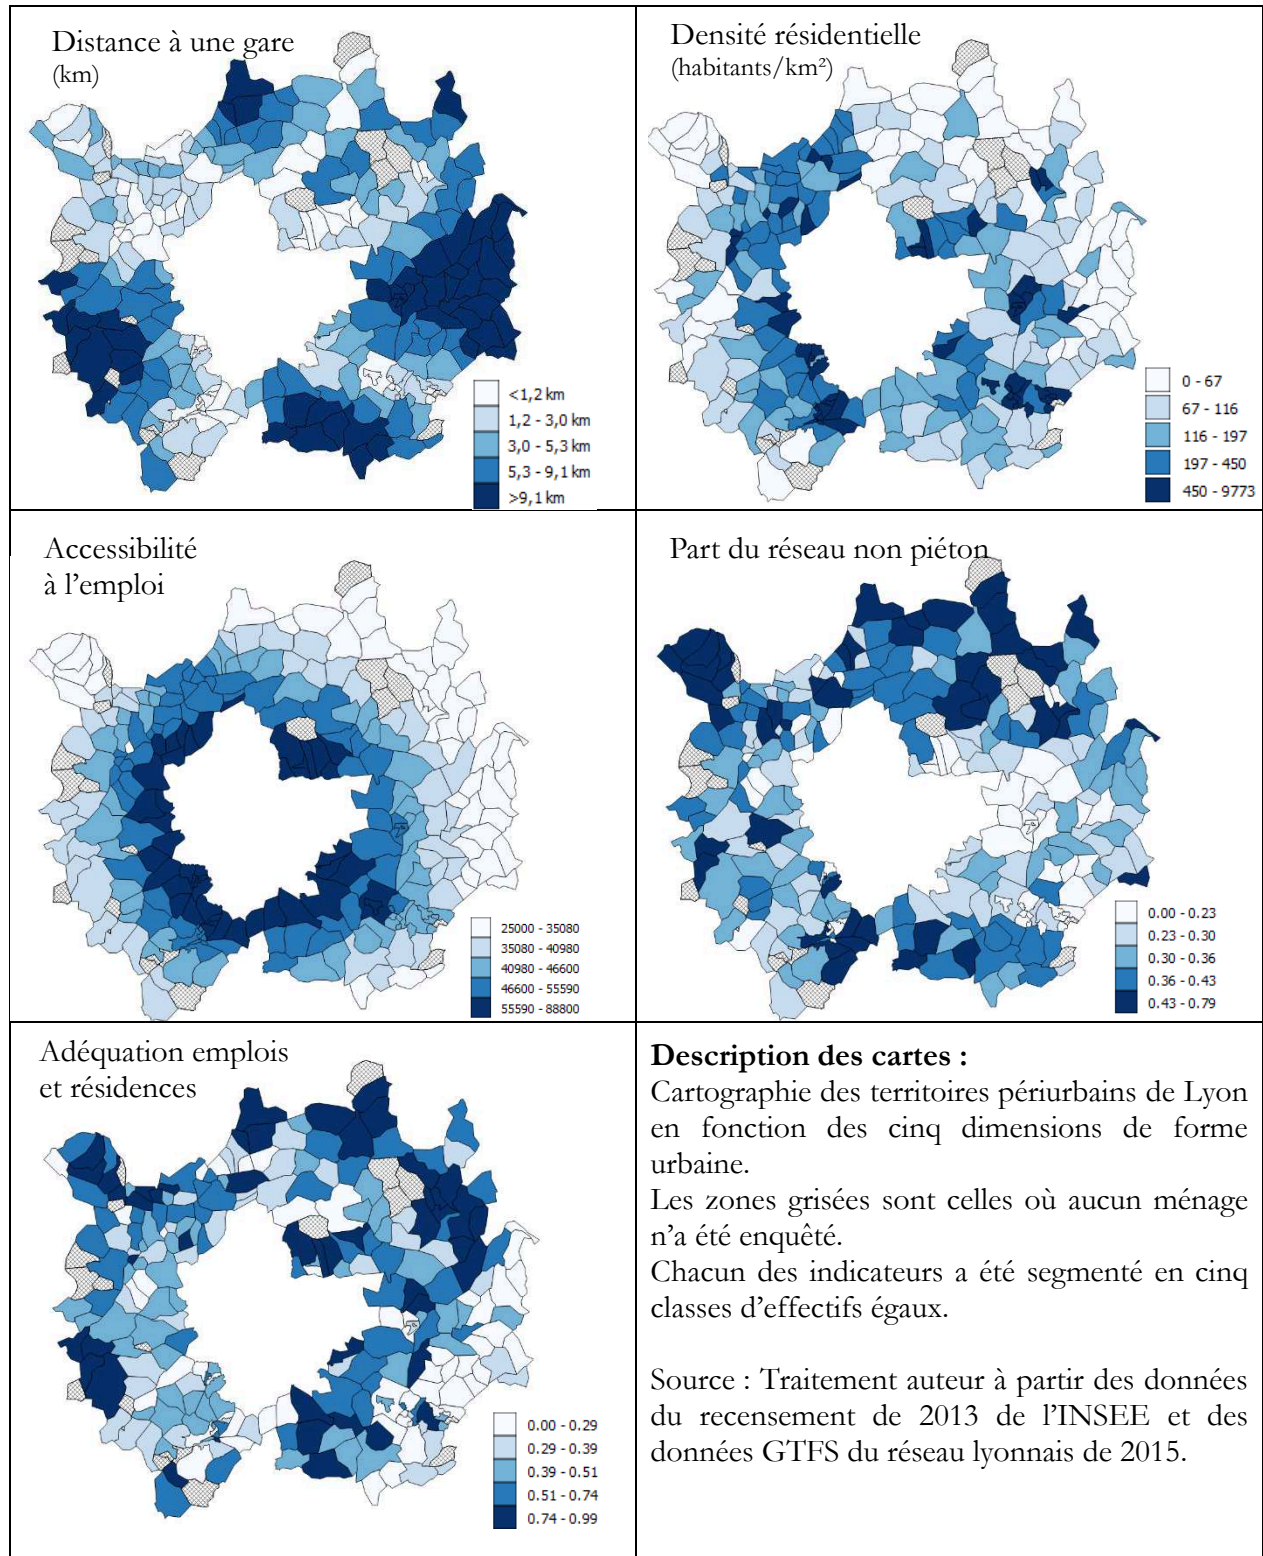 Distance à une gare
(km)
<1,2 km
1,2 - 3,0 km
3,0 - 5,3 km
5,3 - 9,1 km
>9,1 km
Densité résidentielle
(habitants/km²)
0 - 67
67 - 116
116 - 197
197 - 450
450 - 9773
Accessibilité
à l'emploi
25000 - 35080
35080 - 40980
40980 - 46600
46600 - 55590
55590 - 88800
Part du réseau non piéton
0.00 - 0.23
0.23 - 0.30
0.30 - 0.36
0.36 - 0.43
0.43 - 0.79
Adéquation emplois
et résidences
0.00 - 0.29
0.29 - 0.39
0.39 - 0.51
0.51 - 0.74
0.74 - 0.99
Description des cartes :
Cartographie des territoires périurbains de Lyon
en fonction des cinq dimensions de forme
urbaine.
Les zones grisées sont celles où aucun ménage
n'a été enquêté.
Chacun des indicateurs a été segmenté en cinq
classes d'effectifs égaux.
Source : Traitement auteur à partir des données
du recensement de 2013 de l'INSEE et des
données GTFS du réseau lyonnais de 2015.